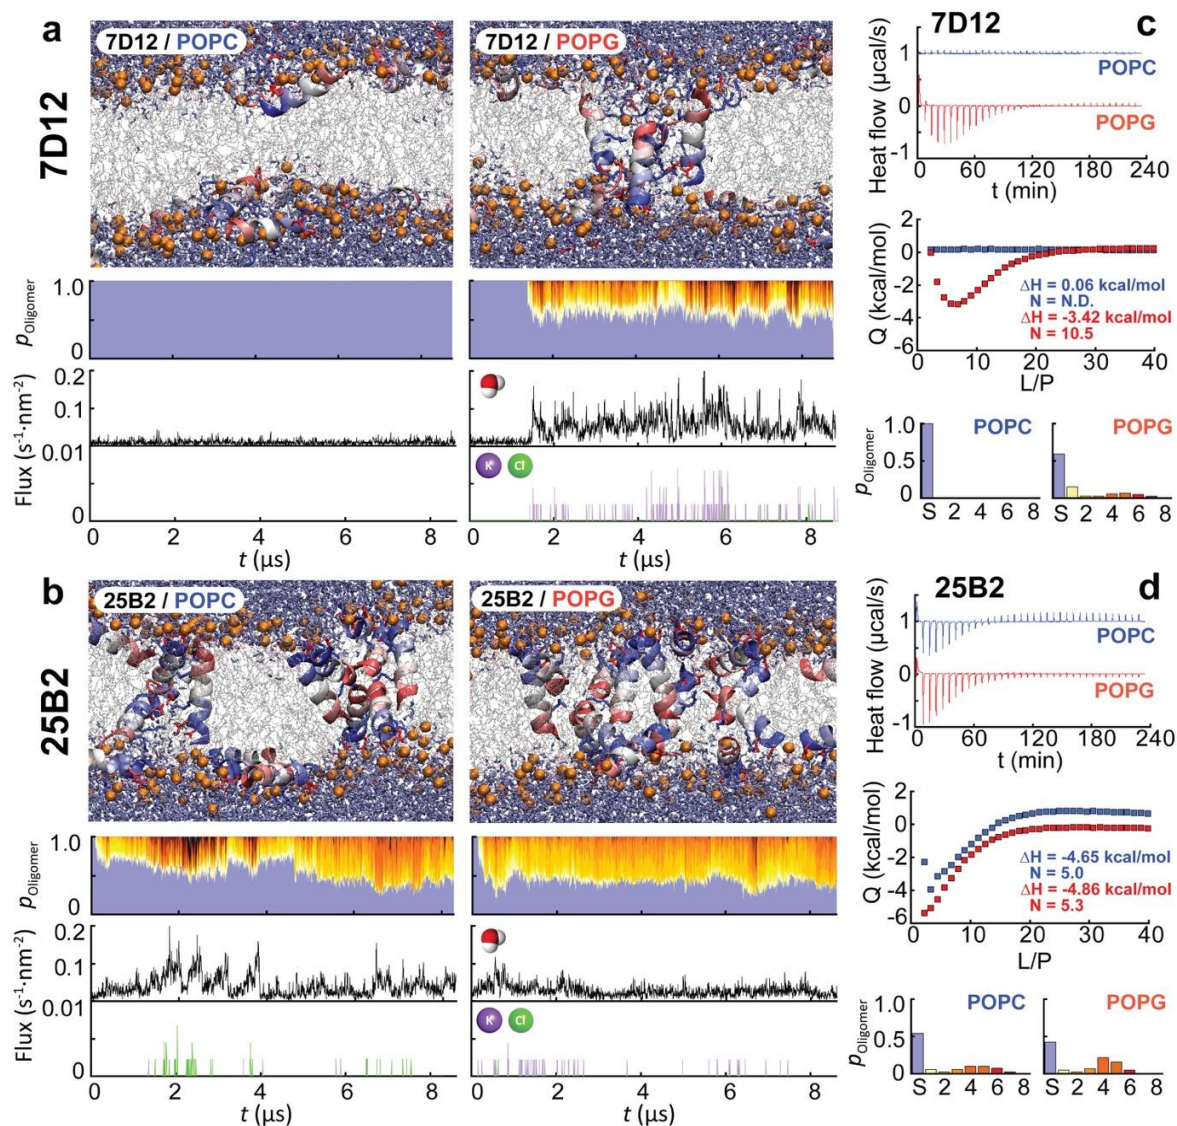 a
7D12
7D12 / POPC
7D12 / POPG
pOligomer
1.0
0
Flux (s⁻¹·nm⁻²)
0.2
0.1
0.01
0
K
Cl
0 2 4 6 8
t (µs)
0 2 4 6 8
t (µs)
7D12
c
Heat flow (µcal/s)
1
0
-1
POPC
POPG
0 60 120 180 240
t (min)
Q (kcal/mol)
2
0
-2
-4
-6
ΔH = 0.06 kcal/mol
N = N.D.
ΔH = -3.42 kcal/mol
N = 10.5
0 10 20 30 40
L/P
POPC
POPG
pOligomer
1.0
0.5
0
S 2 4 6 8
S 2 4 6 8
b
25B2
25B2 / POPC
25B2 / POPG
pOligomer
1.0
0
Flux (s⁻¹·nm⁻²)
0.2
0.1
0.01
0
K
Cl
0 2 4 6 8
t (µs)
0 2 4 6 8
t (µs)
25B2
d
Heat flow (µcal/s)
1
0
-1
POPC
POPG
0 60 120 180 240
t (min)
Q (kcal/mol)
2
0
-2
-4
-6
ΔH = -4.65 kcal/mol
N = 5.0
ΔH = -4.86 kcal/mol
N = 5.3
0 10 20 30 40
L/P
POPC
POPG
pOligomer
1.0
0.5
0
S 2 4 6 8
S 2 4 6 8